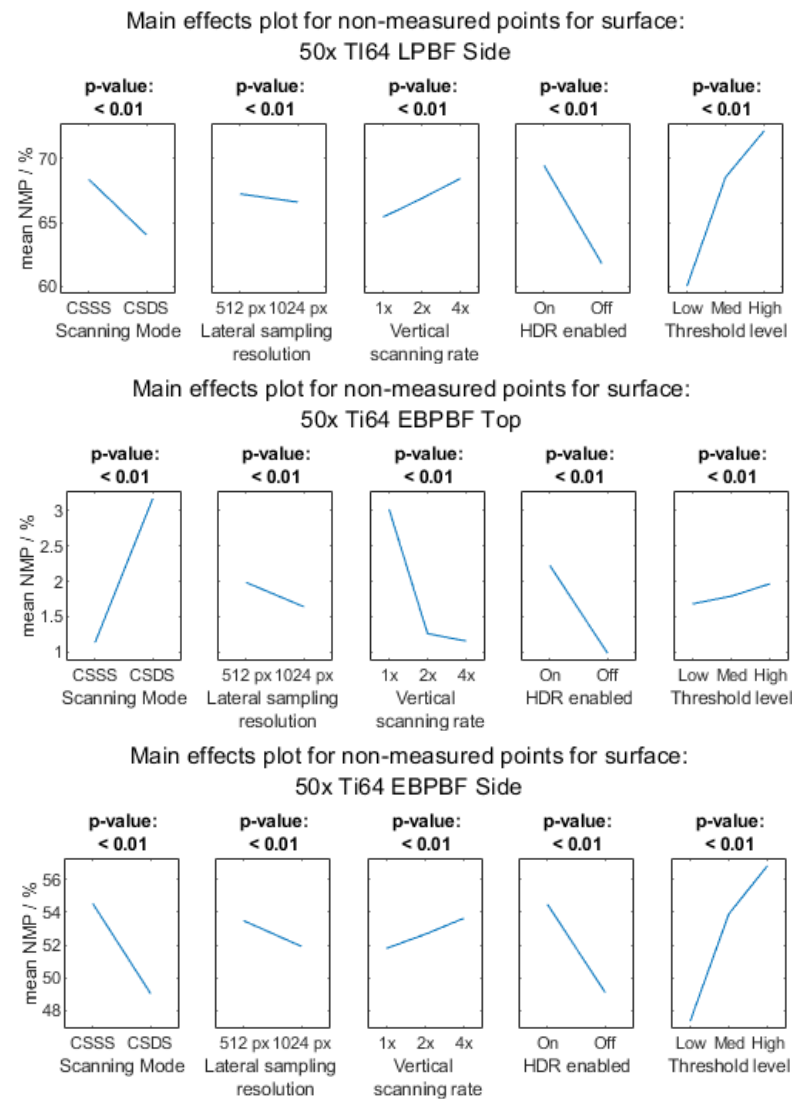 Main effects plot for non-measured points for surface:
50x TI64 LPBF Side
p-value: p-value: p-value: p-value: p-value:
< 0.01 < 0.01 < 0.01 < 0.01 < 0.01
mean NMP / %
70
65
60
CSSS CSDS 512 px 1024 px 1x 2x 4x On Off Low Med High
Scanning Mode Lateral sampling Vertical HDR enabled Threshold level
resolution scanning rate
Main effects plot for non-measured points for surface:
50x Ti64 EBPBF Top
p-value: p-value: p-value: p-value: p-value:
< 0.01 < 0.01 < 0.01 < 0.01 < 0.01
mean NMP / %
3
2.5
2
1.5
1
CSSS CSDS 512 px 1024 px 1x 2x 4x On Off Low Med High
Scanning Mode Lateral sampling Vertical HDR enabled Threshold level
resolution scanning rate
Main effects plot for non-measured points for surface:
50x Ti64 EBPBF Side
p-value: p-value: p-value: p-value: p-value:
< 0.01 < 0.01 < 0.01 < 0.01 < 0.01
mean NMP / %
56
54
52
50
48
CSSS CSDS 512 px 1024 px 1x 2x 4x On Off Low Med High
Scanning Mode Lateral sampling Vertical HDR enabled Threshold level
resolution scanning rate